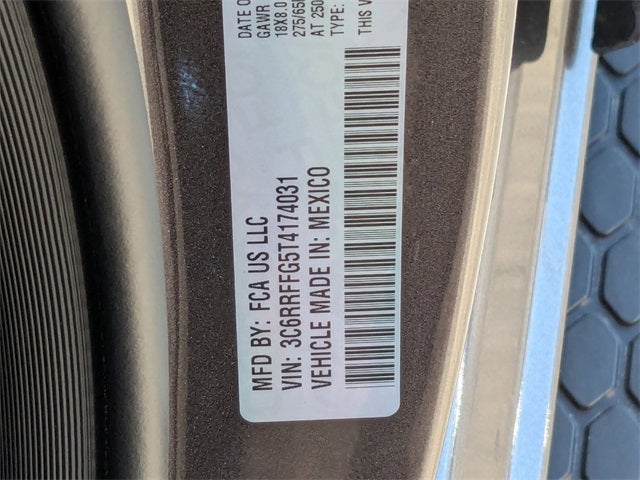 MFD BY: FCA US LLC
VIN: 3C6RRFFG5T4174031
VEHICLE MADE IN: MEXICO
DATE O
GAWR
18X8.0
275/65
AT 250
TYPE:
THIS V